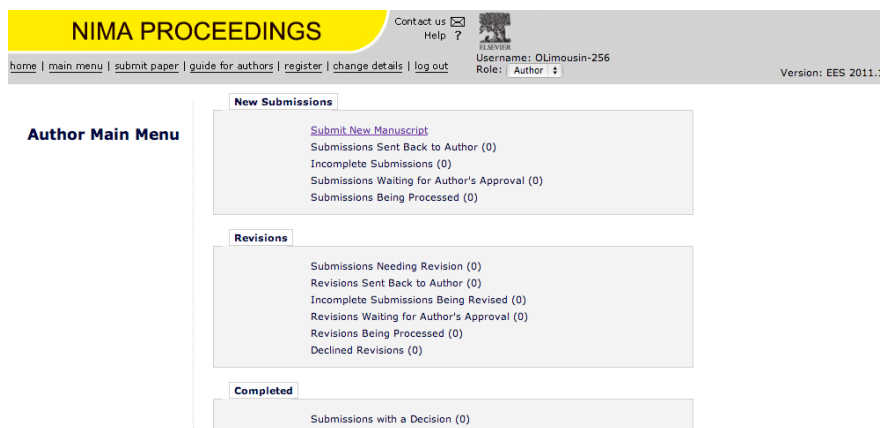 NIMA PROCEEDINGS
Contact us
Help ?
ELSEVIER
home | main menu | submit paper | guide for authors | register | change details | log out
Username: OLimousin-256
Role: Author
Version: EES 2011.
New Submissions
Author Main Menu
Submit New Manuscript
Submissions Sent Back to Author (0)
Incomplete Submissions (0)
Submissions Waiting for Author's Approval (0)
Submissions Being Processed (0)
Revisions
Submissions Needing Revision (0)
Revisions Sent Back to Author (0)
Incomplete Submissions Being Revised (0)
Revisions Waiting for Author's Approval (0)
Revisions Being Processed (0)
Declined Revisions (0)
Completed
Submissions with a Decision (0)